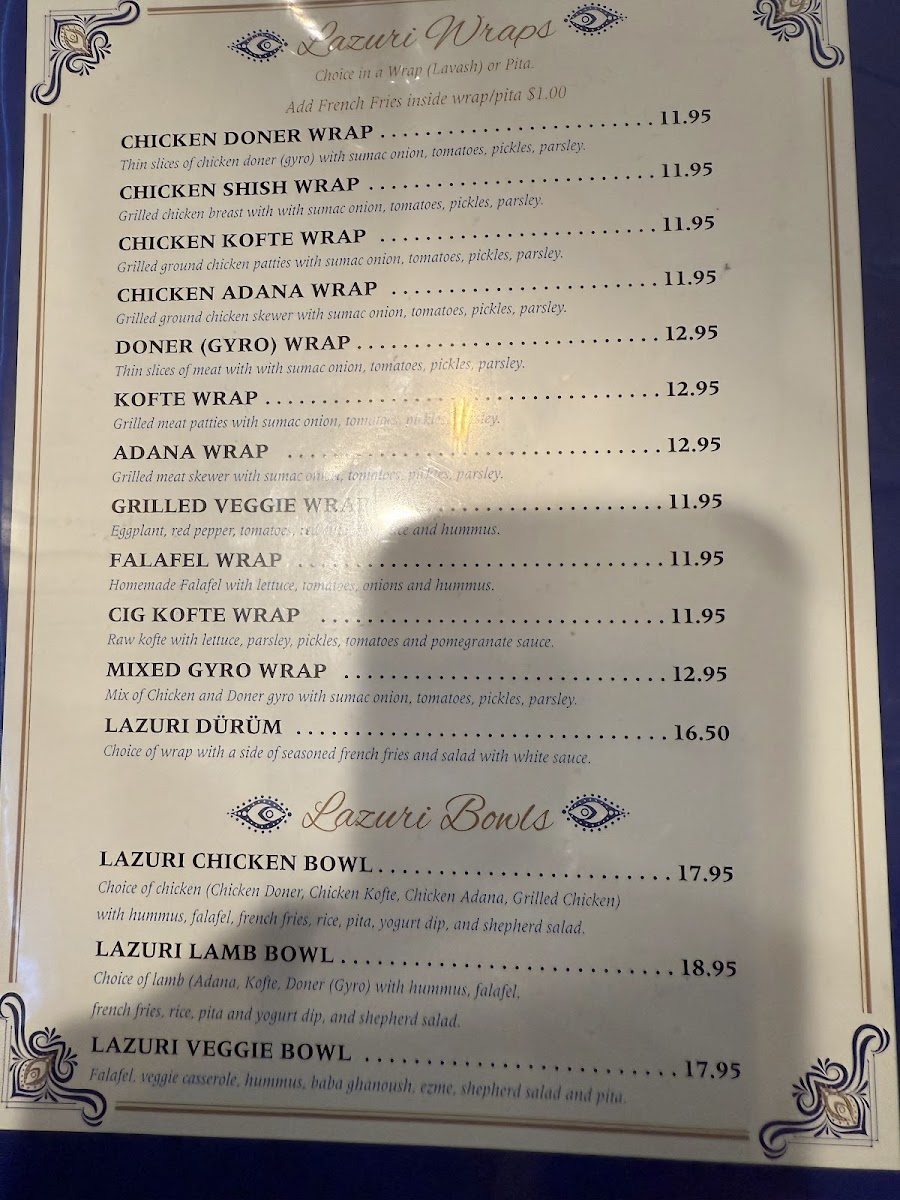 Lazuri Wraps
Choice in a Wrap (Lavash) or Pita.
Add French Fries inside wrap/pita $1.00
CHICKEN DONER WRAP . . . . . . . . . . . . . . . . . . . . . . . . . 11.95
Thin slices of chicken doner (gyro) with sumac onion, tomatoes, pickles, parsley.
CHICKEN SHISH WRAP . . . . . . . . . . . . . . . . . . . . . . . . . . 11.95
Grilled chicken breast with with sumac onion, tomatoes, pickles, parsley.
CHICKEN KOFTE WRAP . . . . . . . . . . . . . . . . . . . . . . . . . 11.95
Grilled ground chicken patties with sumac onion, tomatoes, pickles, parsley.
CHICKEN ADANA WRAP . . . . . . . . . . . . . . . . . . . . . . . . 11.95
Grilled ground chicken skewer with sumac onion, tomatoes, pickles, parsley.
DONER (GYRO) WRAP . . . . . . . . . . . . . . . . . . . . . . . . . . . 12.95
Thin slices of meat with with sumac onion, tomatoes, pickles, parsley.
KOFTE WRAP . . . . . . . . . . . . . . . . . . . . . . . . . . . . . . . . . . . 12.95
Grilled meat patties with sumac onion, tomatoes, pickles, parsley.
ADANA WRAP . . . . . . . . . . . . . . . . . . . . . . . . . . . . . . . . . 12.95
Grilled meat skewer with sumac onion, tomatoes, pickles, parsley.
GRILLED VEGGIE WRAP . . . . . . . . . . . . . . . . . . . . . . . 11.95
Eggplant, red pepper, tomatoes, and hummus.
FALAFEL WRAP . . . . . . . . . . . . . . . . . . . . . . . . . . . . . . . . 11.95
Homemade Falafel with lettuce, tomatoes, onions and hummus.
CIG KOFTE WRAP . . . . . . . . . . . . . . . . . . . . . . . . . . . . . . 11.95
Raw kofte with lettuce, parsley, pickles, tomatoes and pomegranate sauce.
MIXED GYRO WRAP . . . . . . . . . . . . . . . . . . . . . . . . . . . . 12.95
Mix of Chicken and Doner gyro with sumac onion, tomatoes, pickles, parsley.
LAZURI DÜRÜM . . . . . . . . . . . . . . . . . . . . . . . . . . . . . . . . 16.50
Choice of wrap with a side of seasoned french fries and salad with white sauce.
Lazuri Bowls
LAZURI CHICKEN BOWL . . . . . . . . . . . . . . . . . . . . . . . . . 17.95
Choice of chicken (Chicken Doner, Chicken Kofte, Chicken Adana, Grilled Chicken)
with hummus, falafel, french fries, rice, pita, yogurt dip, and shepherd salad.
LAZURI LAMB BOWL . . . . . . . . . . . . . . . . . . . . . . . . . . . . 18.95
Choice of lamb (Adana, Kofte, Doner (Gyro) with hummus, falafel,
french fries, rice, pita and yogurt dip, and shepherd salad.
LAZURI VEGGIE BOWL . . . . . . . . . . . . . . . . . . . . . . . . . . 17.95
Falafel, veggie casserole, hummus, baba ghanoush, ezme, shepherd salad and pita.